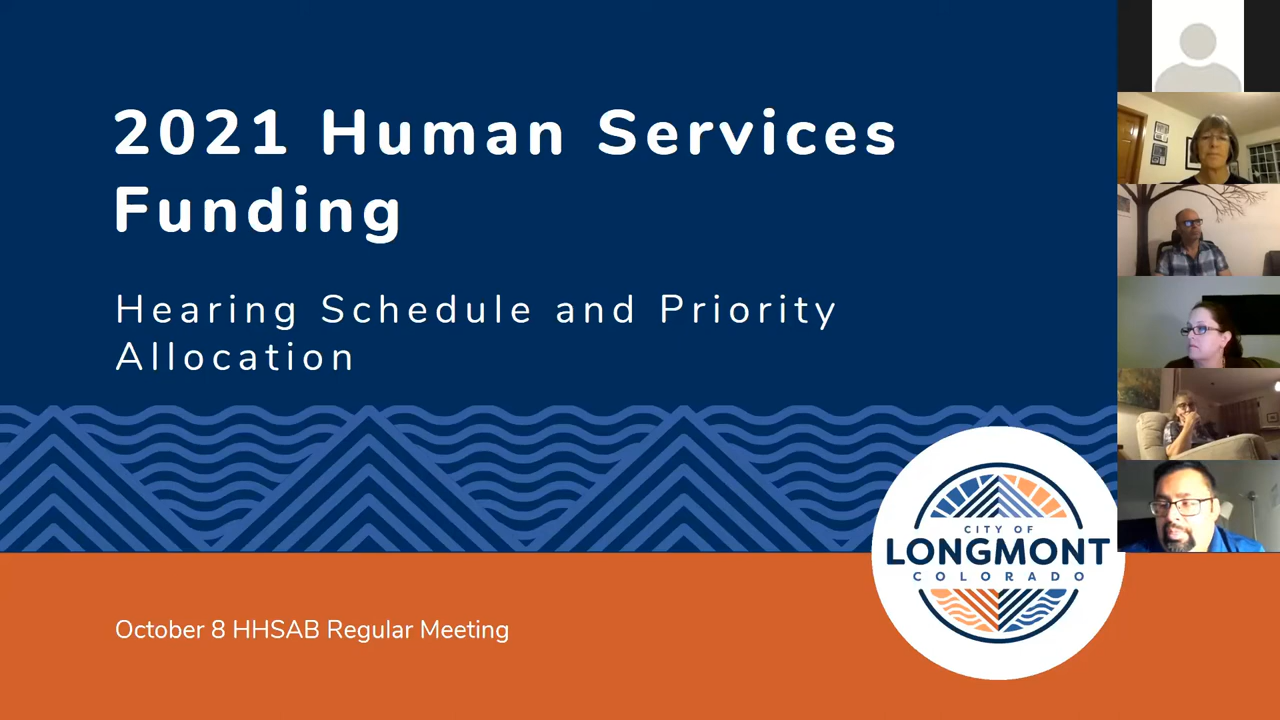 2021 Human Services
Funding
Hearing Schedule and Priority
Allocation
CITY OF
LONGMONT
COLORADO
October 8 HHSAB Regular Meeting